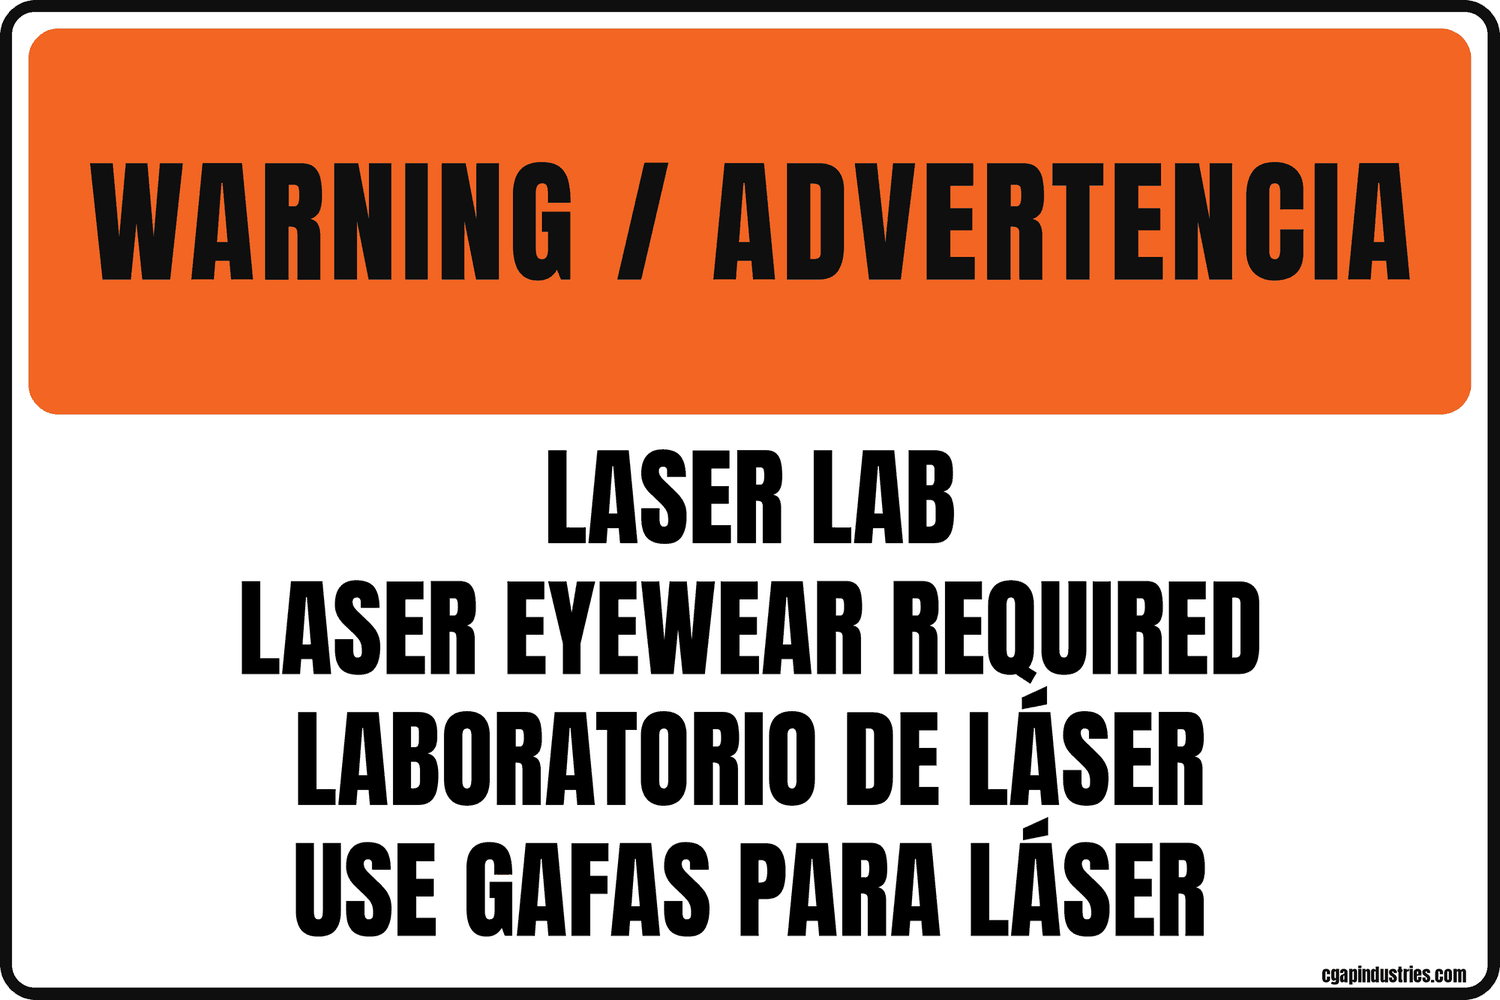 WARNING / ADVERTENCIA
LASER LAB
LASER EYEWEAR REQUIRED
LABORATORIO DE LÁSER
USE GAFAS PARA LÁSER
cgapindustries.com